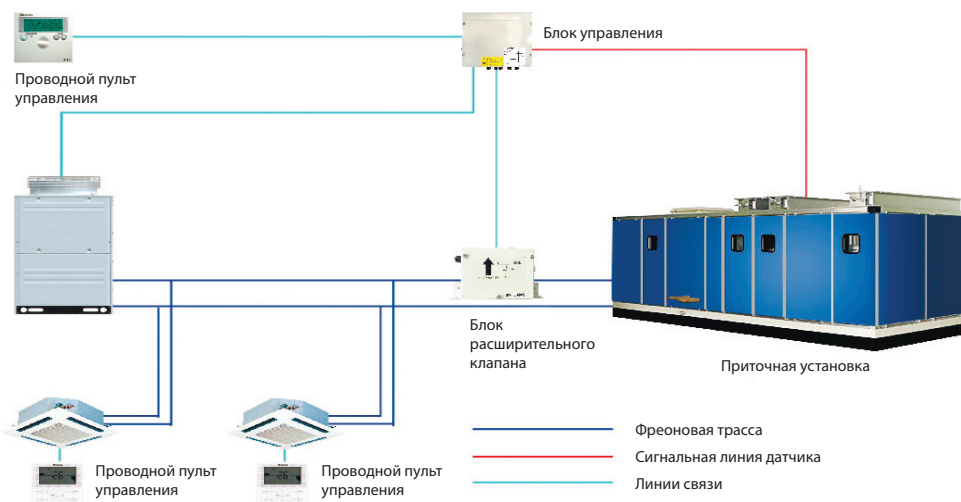 Блок управления
Проводной пульт
управления
Блок
расширительного
клапана
Приточная установка
Фреоновая трасса
Сигнальная линия датчика
Линии связи
Проводной пульт
управления
Проводной пульт
управления